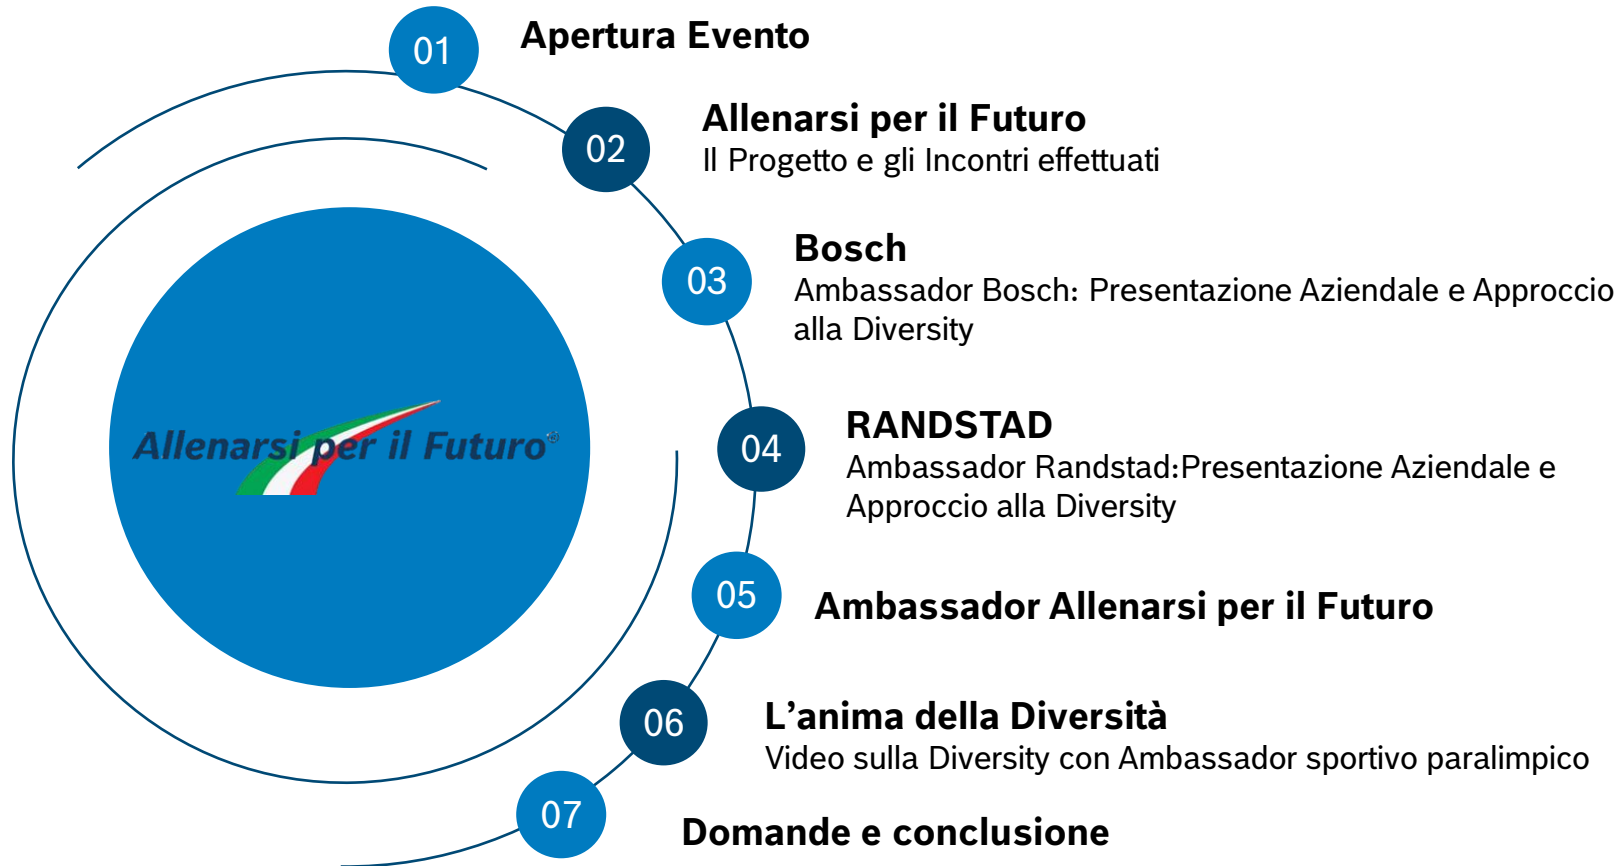 01
Apertura Evento
02
Allenarsi per il Futuro
Il Progetto e gli Incontri effettuati
03
Bosch
Ambassador Bosch: Presentazione Aziendale e Approccio
alla Diversity
Allenarsi per il Futuro®
04
RANDSTAD
Ambassador Randstad:Presentazione Aziendale e
Approccio alla Diversity
05
Ambassador Allenarsi per il Futuro
06
L’anima della Diversità
Video sulla Diversity con Ambassador sportivo paralimpico
07
Domande e conclusione